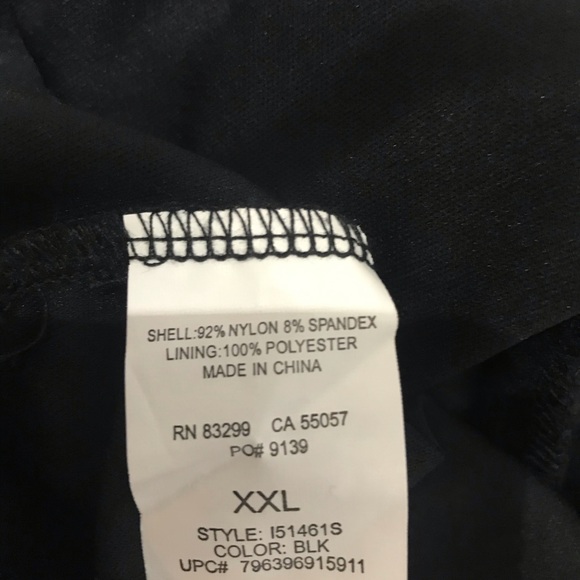 SHELL:92% NYLON 8% SPANDEX
LINING:100% POLYESTER
MADE IN CHINA
RN 83299 CA 55057
PO# 9139
XXL
STYLE: I51461S
COLOR: BLK
UPC# 796396915911